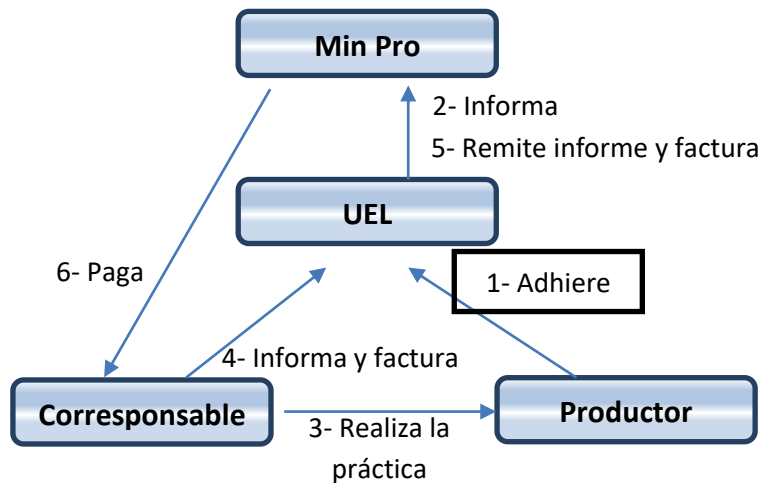 Min Pro
2- Informa
5- Remite informe y factura
UEL
6- Paga
1- Adhiere
4- Informa y factura
Corresponsable
Productor
3- Realiza la
práctica